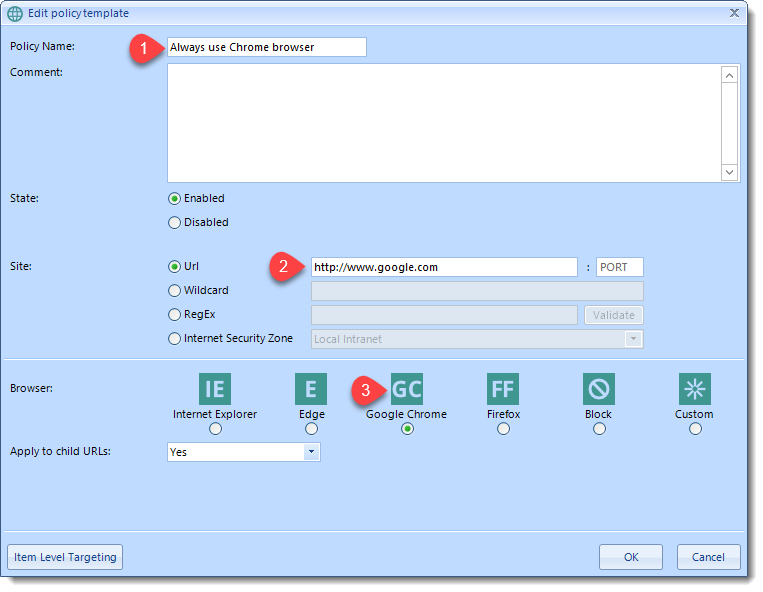 Edit policy template
Policy Name: 1 Always use Chrome browser
Comment:
State: Enabled
Disabled
Site: Url 2 http://www.google.com : PORT
Wildcard
RegEx Validate
Internet Security Zone Local Intranet
Browser: IE E 3 GC FF
Internet Explorer Edge Google Chrome Firefox Block Custom
Apply to child URLs: Yes
Item Level Targeting OK Cancel